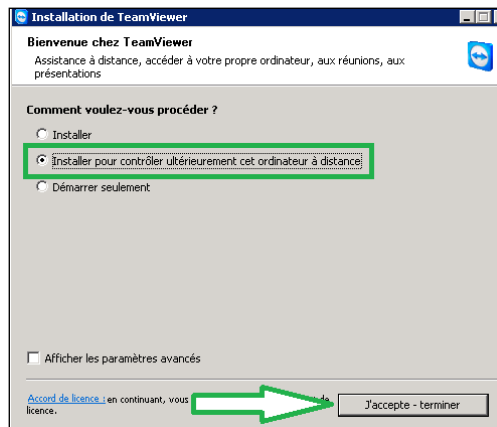 Installation de TeamViewer
Bienvenue chez TeamViewer
Assistance à distance, accéder à votre propre ordinateur, aux réunions, aux
présentations
Comment voulez-vous procéder ?
Installer
Installer pour contrôler ultérieurement cet ordinateur à distance
Démarrer seulement
Afficher les paramètres avancés
Accord de licence : en continuant, vous de
licence.
J'accepte - terminer